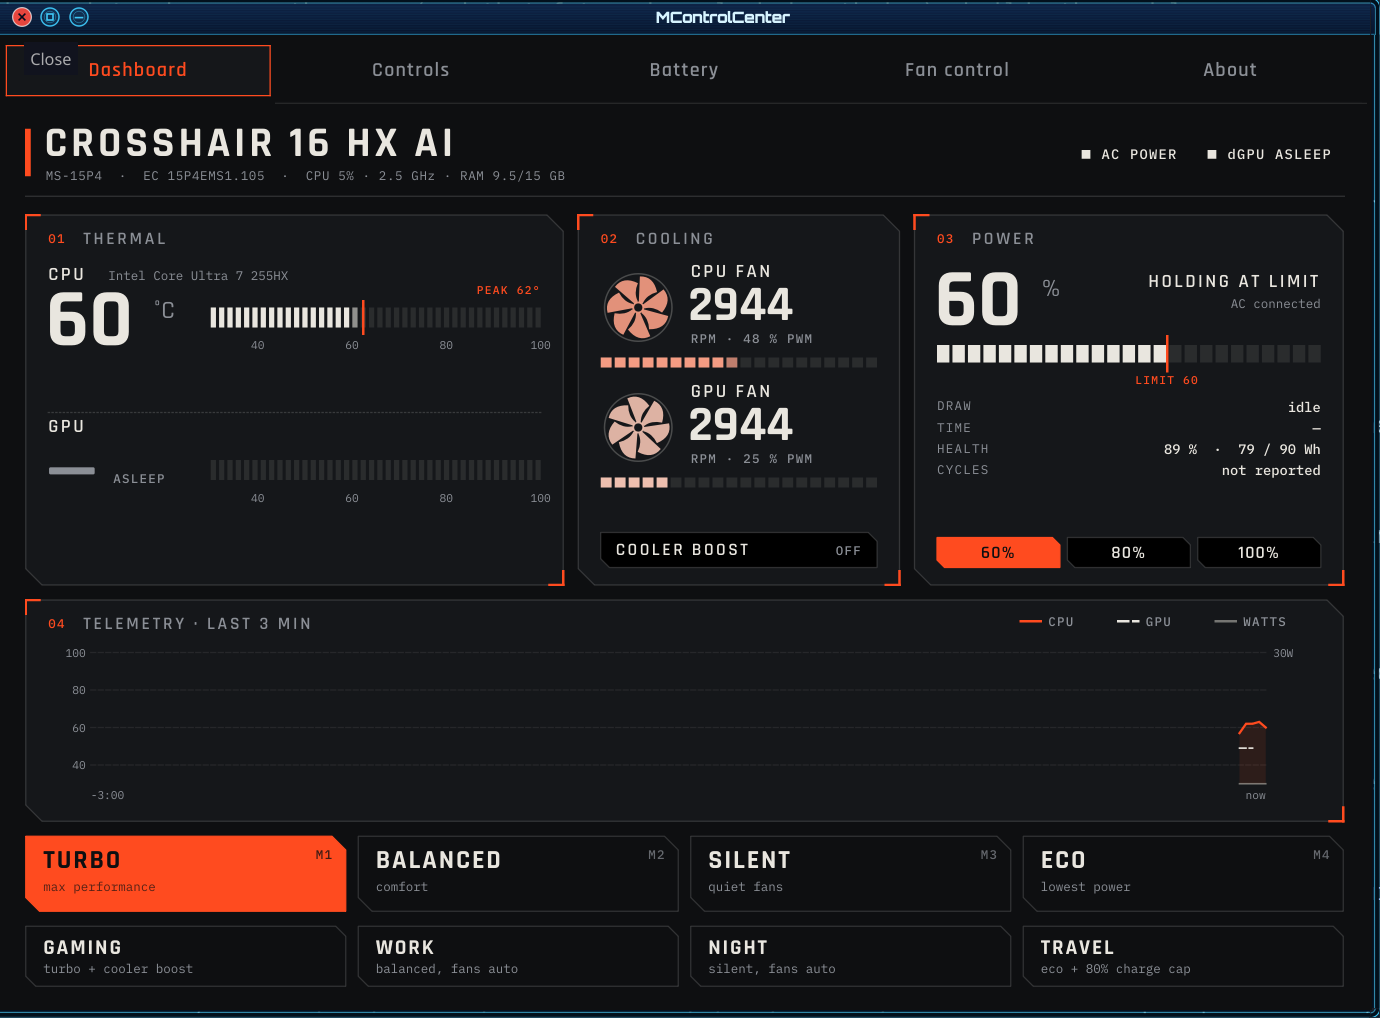 MControlCenter
Close
Dashboard
Controls
Battery
Fan control
About
CROSSHAIR 16 HX AI
MS-15P4 · EC 15P4EMS1.105 · CPU 5% · 2.5 GHz · RAM 9.5/15 GB
AC POWER
dGPU ASLEEP
01 THERMAL
CPU Intel Core Ultra 7 255HX
60 °C
PEAK 62°
40 60 80 100
GPU
ASLEEP
40 60 80 100
02 COOLING
CPU FAN
2944
RPM · 48 % PWM
GPU FAN
2944
RPM · 25 % PWM
COOLER BOOST OFF
03 POWER
60 %
HOLDING AT LIMIT
AC connected
LIMIT 60
DRAW idle
TIME —
HEALTH 89 % · 79 / 90 Wh
CYCLES not reported
60% 80% 100%
04 TELEMETRY · LAST 3 MIN
CPU GPU WATTS
100
80
60
40
30W
-3:00
now
TURBO M1
max performance
BALANCED M2
comfort
SILENT M3
quiet fans
ECO M4
lowest power
GAMING
turbo + cooler boost
WORK
balanced, fans auto
NIGHT
silent, fans auto
TRAVEL
eco + 80% charge cap